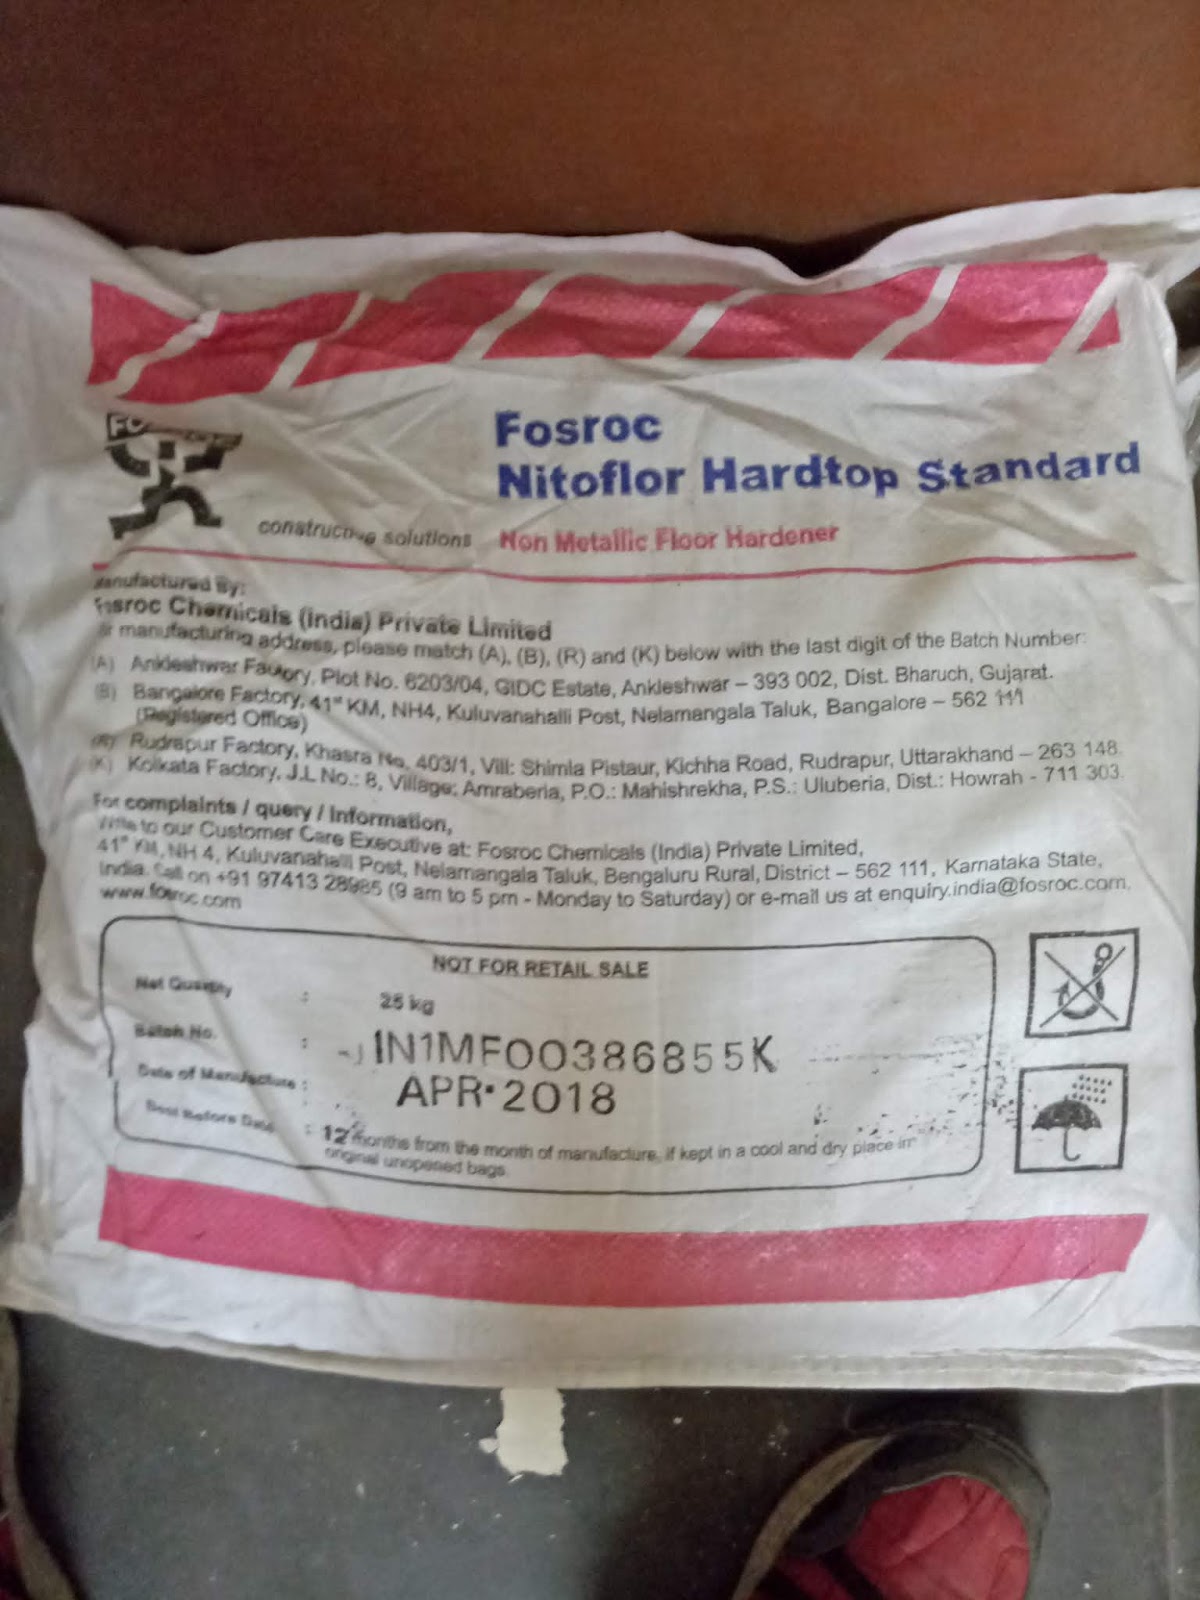 FO
constructive solutions
Fosroc
Nitoflor Hardtop Standard
Non Metallic Floor Hardener
Manufactured By:
Fosroc Chemicals (India) Private Limited
manufacturing address, please match (A), (B), (R) and (K) below with the last digit of the Batch Number:
(A) Ankleshwar Factory, Plot No. 6203/04, GIDC Estate, Ankleshwar – 393 002, Dist. Bharuch, Gujarat.
(B) Bangalore Factory, 41st KM, NH4, Kuluvanahalli Post, Nelamangala Taluk, Bangalore – 562 111
(Registered Office)
(R) Rudrapur Factory, Khasra No. 403/1, Vill: Shimla Pistaur, Kichha Road, Rudrapur, Uttarakhand – 263 148.
(K) Kolkata Factory, J.L No.: 8, Village: Amraberia, P.O.: Mahishrekha, P.S.: Uluberia, Dist.: Howrah - 711 303.
For complaints / query / Information,
Write to our Customer Care Executive at: Fosroc Chemicals (India) Private Limited,
41st KM, NH 4, Kuluvanahalli Post, Nelamangala Taluk, Bengaluru Rural, District – 562 111, Karnataka State,
India. Call on +91 97413 28985 (9 am to 5 pm - Monday to Saturday) or e-mail us at enquiry.india@fosroc.com,
www.fosroc.com
NOT FOR RETAIL SALE
Net Quantity : 25 kg
Batch No. : IN1MF00386855K
Date of Manufacture : APR·2018
Best Before Date : 12 months from the month of manufacture, if kept in a cool and dry place in
original unopened bags.